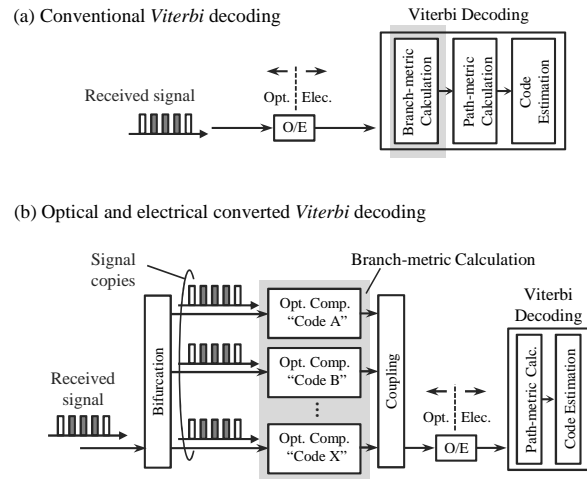 (a) Conventional Viterbi decoding
Viterbi Decoding
Received signal
Opt.
Elec.
O/E
Branch-metric
Calculation
Path-metric
Calculation
Code
Estimation
(b) Optical and electrical converted Viterbi decoding
Signal
copies
Branch-metric Calculation
Received
signal
Bifurcation
Opt. Comp.
“Code A”
Opt. Comp.
“Code B”
⋮
Opt. Comp.
“Code X”
Coupling
Opt.
Elec.
O/E
Viterbi
Decoding
Path-metric Calc.
Code Estimation